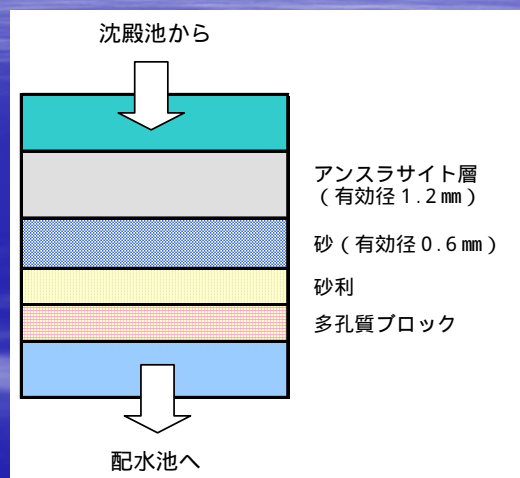 沈殿池から
アンスラサイト層
(有効径1.2㎜)
砂(有効径0.6㎜)
砂利
多孔質ブロック
配水池へ